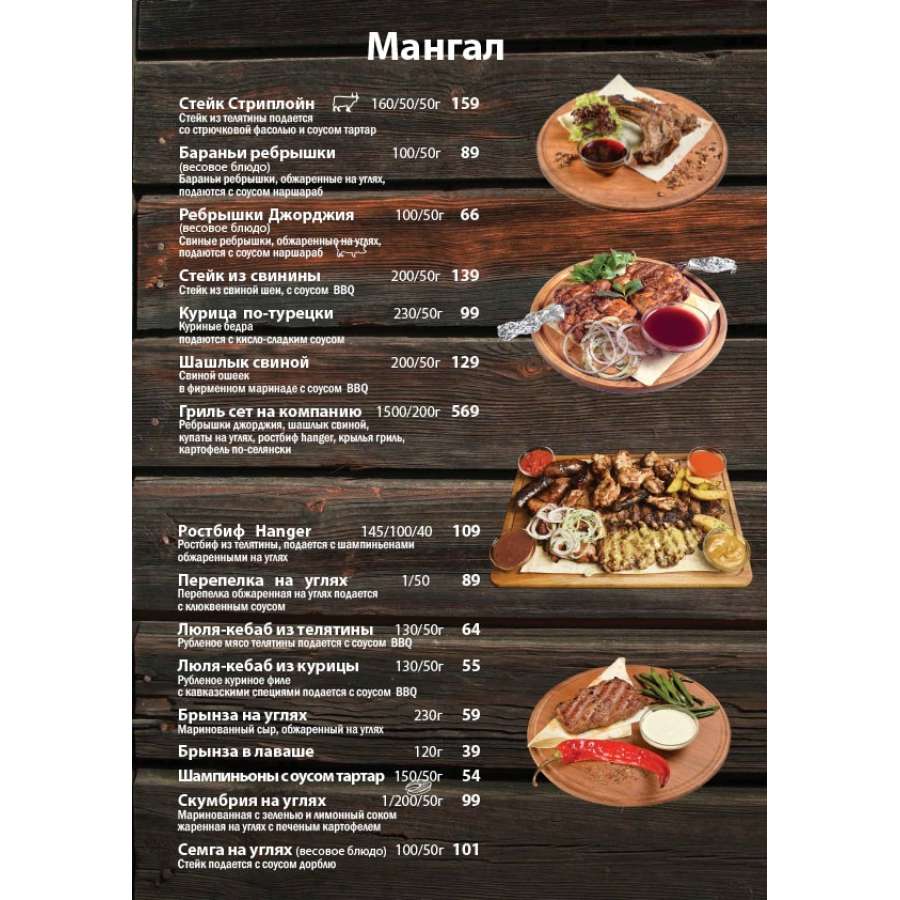 Мангал
Стейк Стриплойн 160/50/50г 159
Стейк из телятины подается
со стрючковой фасолью и соусом тартар
Бараньи ребрышки 100/50г 89
(весовое блюдо)
Бараньи ребрышки, обжаренные на углях,
подаются с соусом наршараб
Ребрышки Джорджия 100/50г 66
(весовое блюдо)
Свиные ребрышки, обжаренные на углях,
подаются с соусом наршараб
Стейк из свинины 200/50г 139
Стейк из свиной шеи, с соусом BBQ
Курица по-турецки 230/50г 99
Куриные бедра
подаются с кисло-сладким соусом
Шашлык свиной 200/50г 129
Свиной ошеек
в фирменном маринаде с соусом BBQ
Гриль сет на компанию 1500/200г 569
Ребрышки джорджия, шашлык свиной,
купаты на углях, ростбиф hanger, крылья гриль,
картофель по-селянски
Ростбиф Hanger 145/100/40 109
Ростбиф из телятины, подается с шампиньенами
обжаренными на углях
Перепелка на углях 1/50 89
Перепелка обжаренная на углях подается
с клюквенным соусом
Люля-кебаб из телятины 130/50г 64
Рубленое мясо телятины подается с соусом BBQ
Люля-кебаб из курицы 130/50г 55
Рубленое куриное филе
с кавказскими специями подается с соусом BBQ
Брынза на углях 230г 59
Маринованный сыр, обжаренный на углях
Брынза в лаваше 120г 39
Шампиньоны с соусом тартар 150/50г 54
Скумбрия на углях 1/200/50г 99
Маринованная с зеленью и лимонный соком
жаренная на углях с печеным картофелем
Семга на углях (весовое блюдо) 100/50г 101
Стейк подается с соусом дорблю